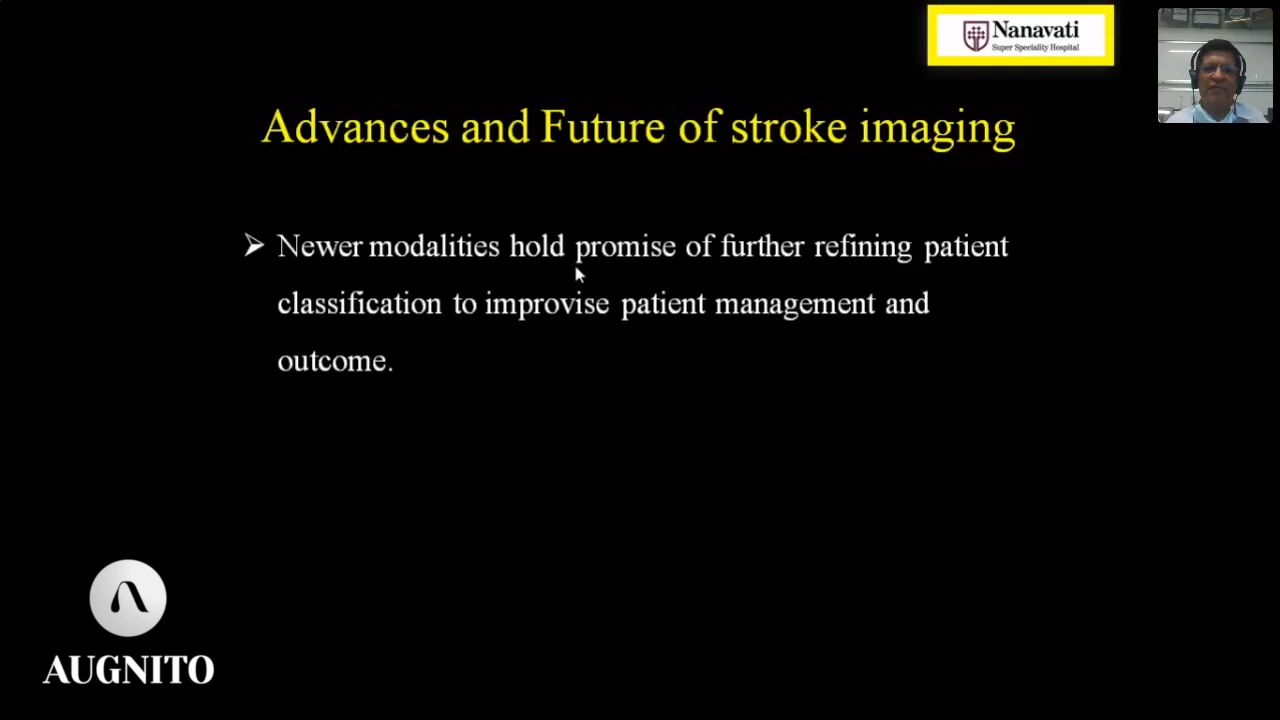 Nanavati
Super Speciality Hospital
Advances and Future of stroke imaging
➢ Newer modalities hold promise of further refining patient
classification to improvise patient management and
outcome.
AUGNITO